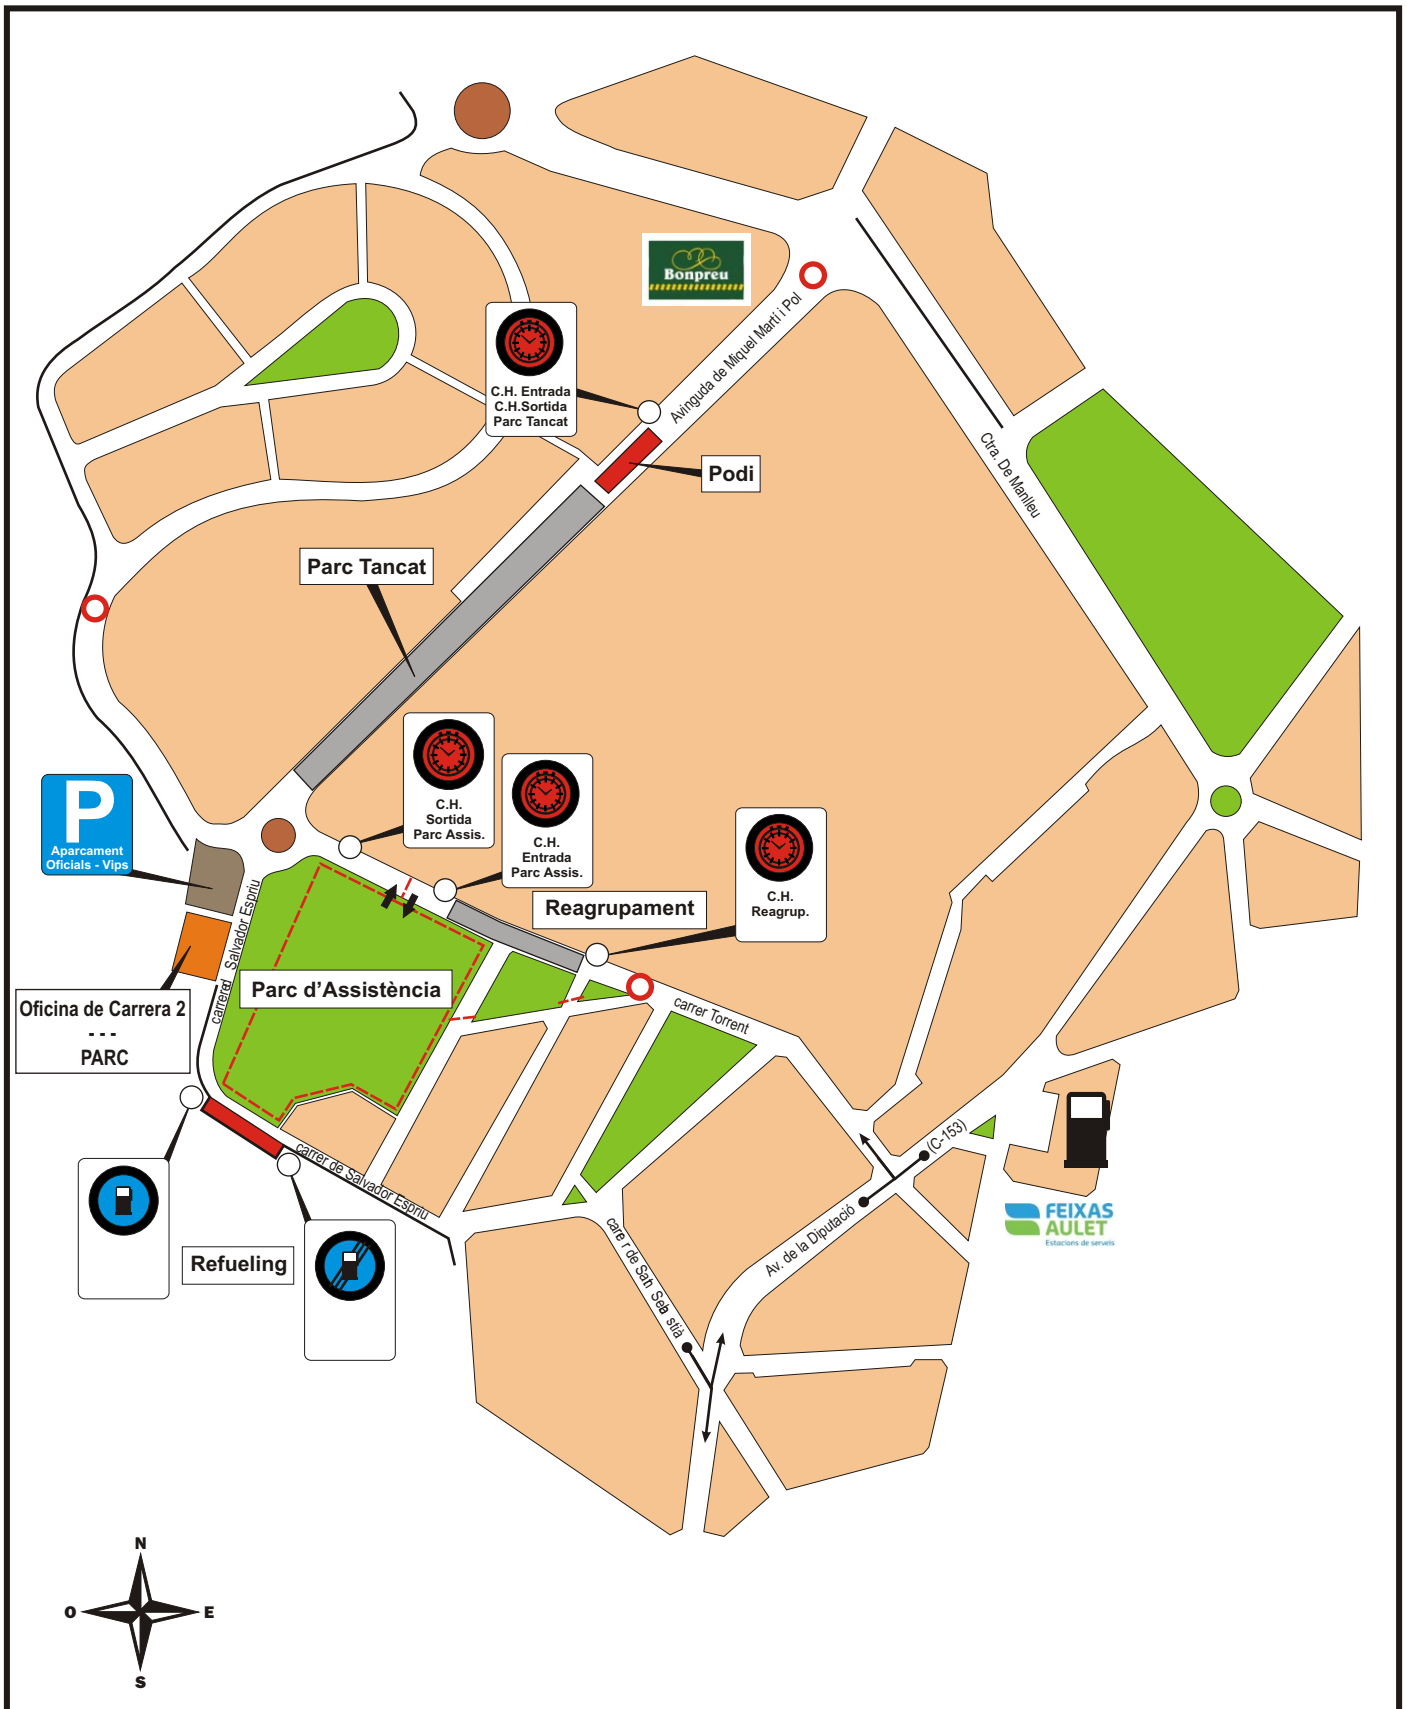 Bonpreu
Avinguda de Miquel Martí i Pol
C.H. Entrada
C.H.Sortida
Parc Tancat
Podi
Ctra. De Manlleu
Parc Tancat
C.H.
Sortida
Parc Assis.
C.H.
Entrada
Parc Assis.
P
Aparcament
Oficials - Vips
C.H.
Reagrup.
Reagrupament
carrerd Salvador Espriu
Parc d'Assistència
Oficina de Carrera 2
- - -
PARC
carrer Torrent
(C-153)
carrer de Salvador Espriu
FEIXAS
AULET
Estacions de serveis
Refueling
Av. de la Diputació
N
O
E
S